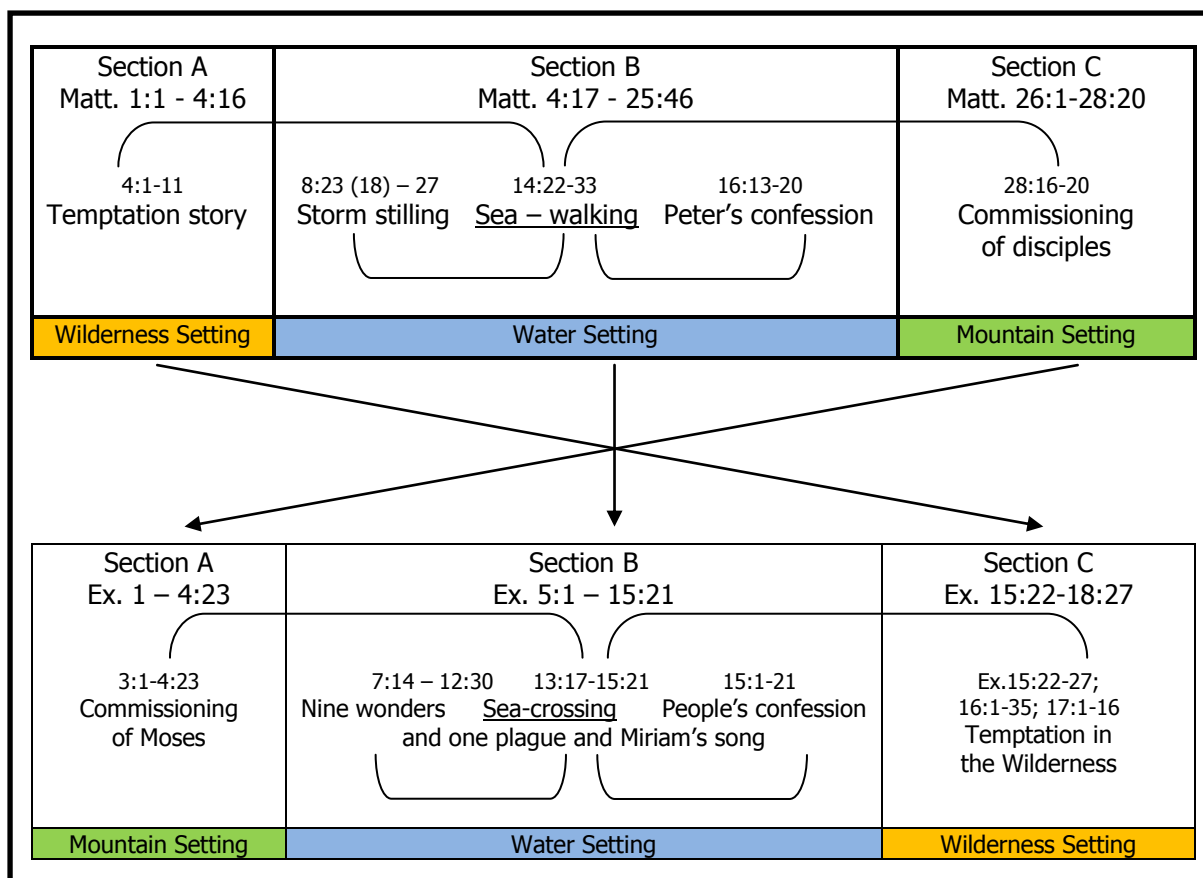 Section A
Matt. 1:1 - 4:16
4:1-11
Temptation story
Wilderness Setting
Section B
Matt. 4:17 - 25:46
8:23 (18) – 27 14:22-33 16:13-20
Storm stilling Sea – walking Peter’s confession
Water Setting
Section C
Matt. 26:1-28:20
28:16-20
Commissioning
of disciples
Mountain Setting
Section A
Ex. 1 – 4:23
3:1-4:23
Commissioning
of Moses
Mountain Setting
Section B
Ex. 5:1 – 15:21
7:14 – 12:30 13:17-15:21 15:1-21
Nine wonders Sea-crossing People’s confession
and one plague and Miriam’s song
Water Setting
Section C
Ex. 15:22-18:27
Ex.15:22-27;
16:1-35; 17:1-16
Temptation in
the Wilderness
Wilderness Setting